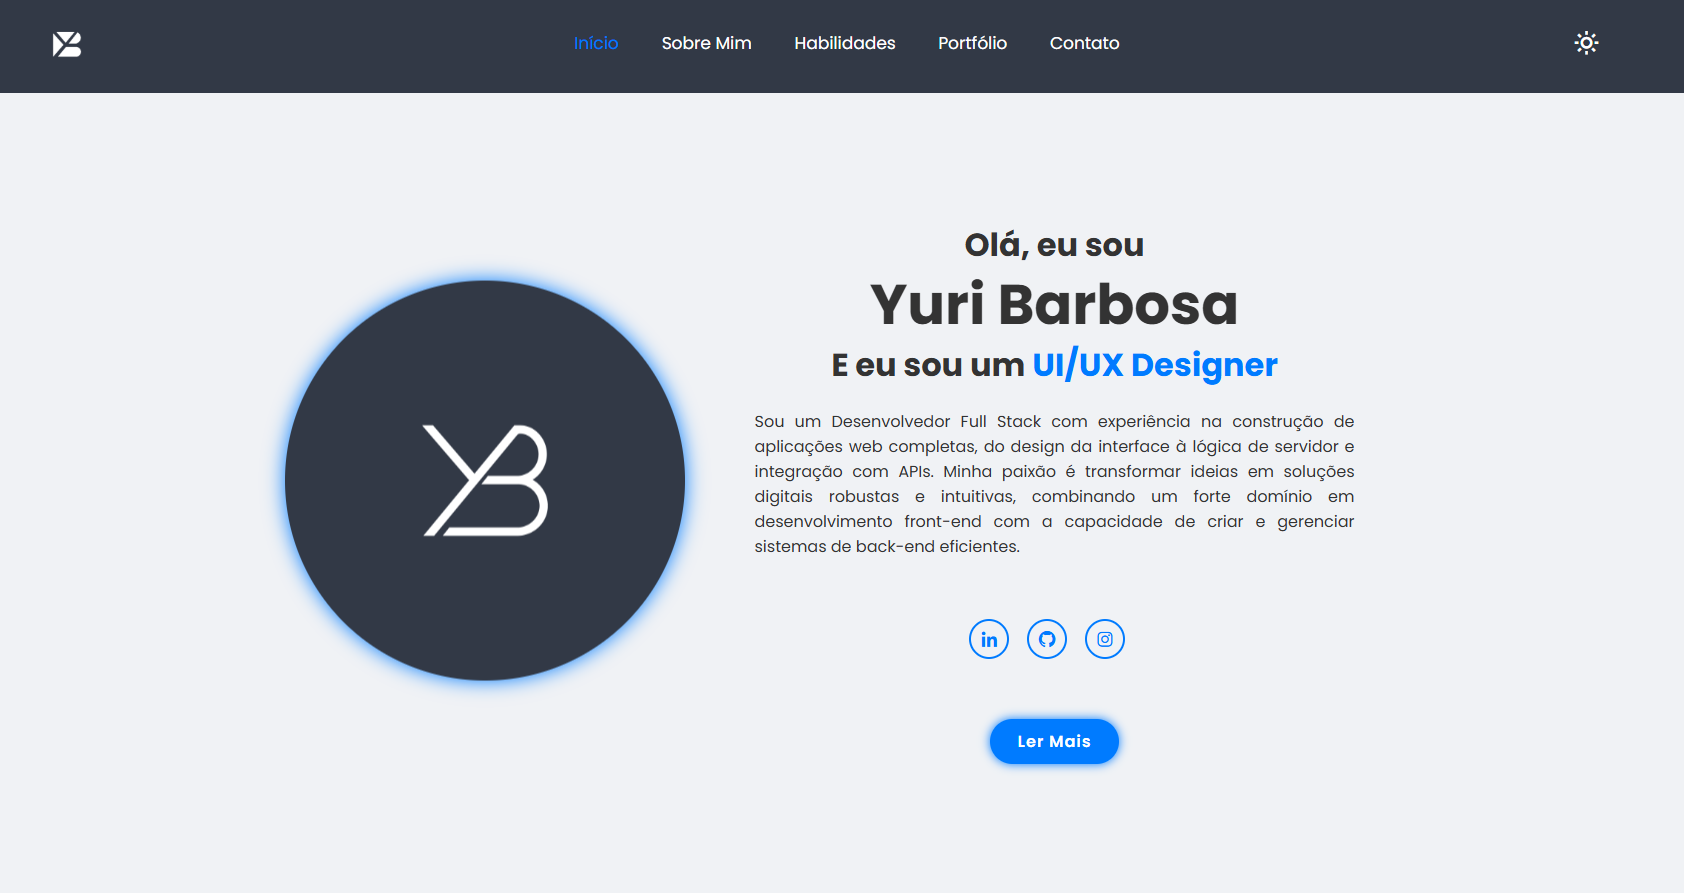 YB
Início Sobre Mim Habilidades Portfólio Contato
YB
Olá, eu sou
Yuri Barbosa
E eu sou um UI/UX Designer
Sou um Desenvolvedor Full Stack com experiência na construção de
aplicações web completas, do design da interface à lógica de servidor e
integração com APIs. Minha paixão é transformar ideias em soluções
digitais robustas e intuitivas, combinando um forte domínio em
desenvolvimento front-end com a capacidade de criar e gerenciar
sistemas de back-end eficientes.
in
Ler Mais